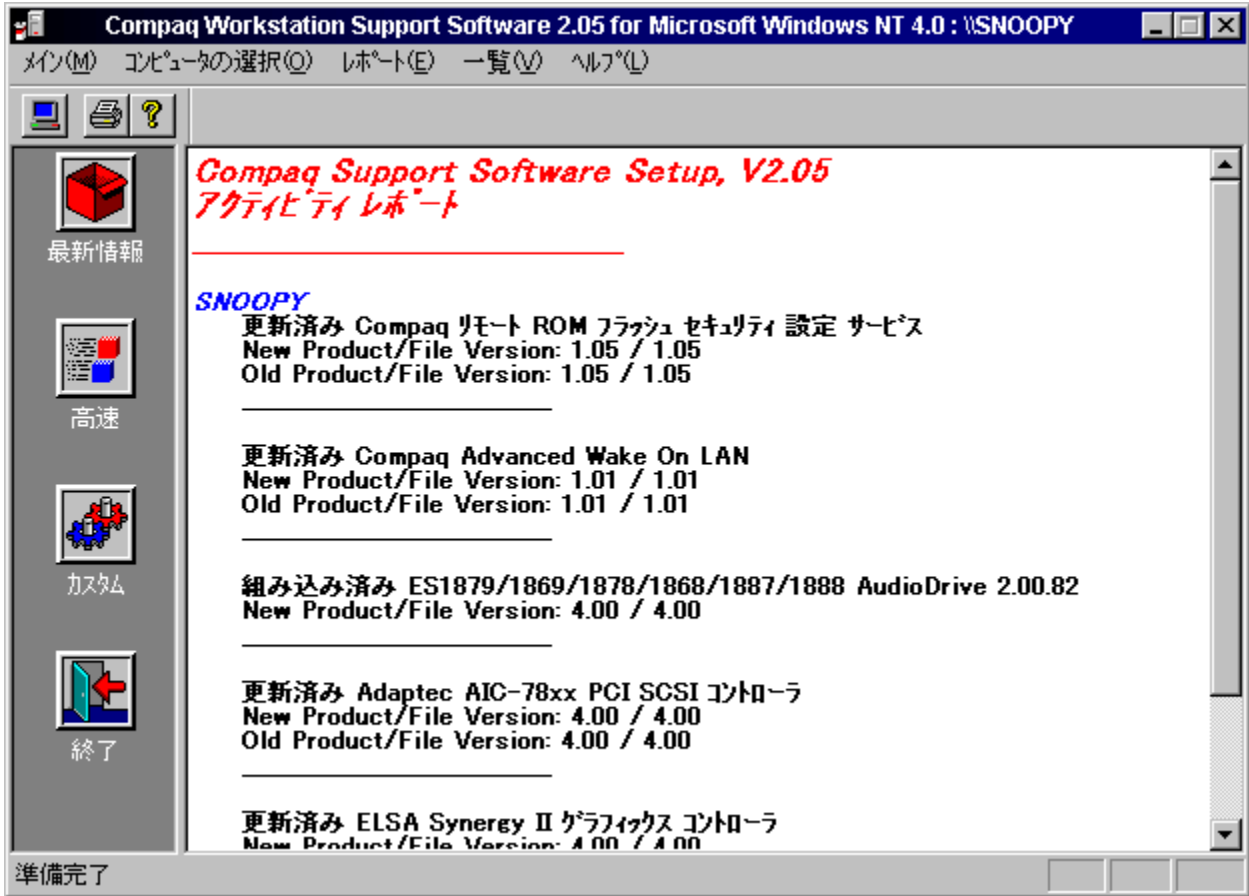 Compaq Workstation Support Software 2.05 for Microsoft Windows NT 4.0 : \\SNOOPY
ﾒｲﾝ(M) ｺﾝﾋﾟｭｰﾀの選択(O) ﾚﾎﾟｰﾄ(E) 一覧(V) ﾍﾙﾌﾟ(L)
最新情報
高速
ｶｽﾀﾑ
終了
Compaq Support Software Setup, V2.05
ｱｸﾃｨﾋﾞﾃｨ ﾚﾎﾟｰﾄ
SNOOPY
更新済み Compaq ﾘﾓｰﾄ ROM ﾌﾗｯｼｭ ｾｷｭﾘﾃｨ 設定 ｻｰﾋﾞｽ
New Product/File Version: 1.05 / 1.05
Old Product/File Version: 1.05 / 1.05
更新済み Compaq Advanced Wake On LAN
New Product/File Version: 1.01 / 1.01
Old Product/File Version: 1.01 / 1.01
組み込み済み ES1879/1869/1878/1868/1887/1888 AudioDrive 2.00.82
New Product/File Version: 4.00 / 4.00
更新済み Adaptec AIC-78xx PCI SCSI ｺﾝﾄﾛｰﾗ
New Product/File Version: 4.00 / 4.00
Old Product/File Version: 4.00 / 4.00
更新済み ELSA Synergy II ｸﾞﾗﾌｨｯｸｽ ｺﾝﾄﾛｰﾗ
New Product/File Version: 4.00 / 4.00
準備完了